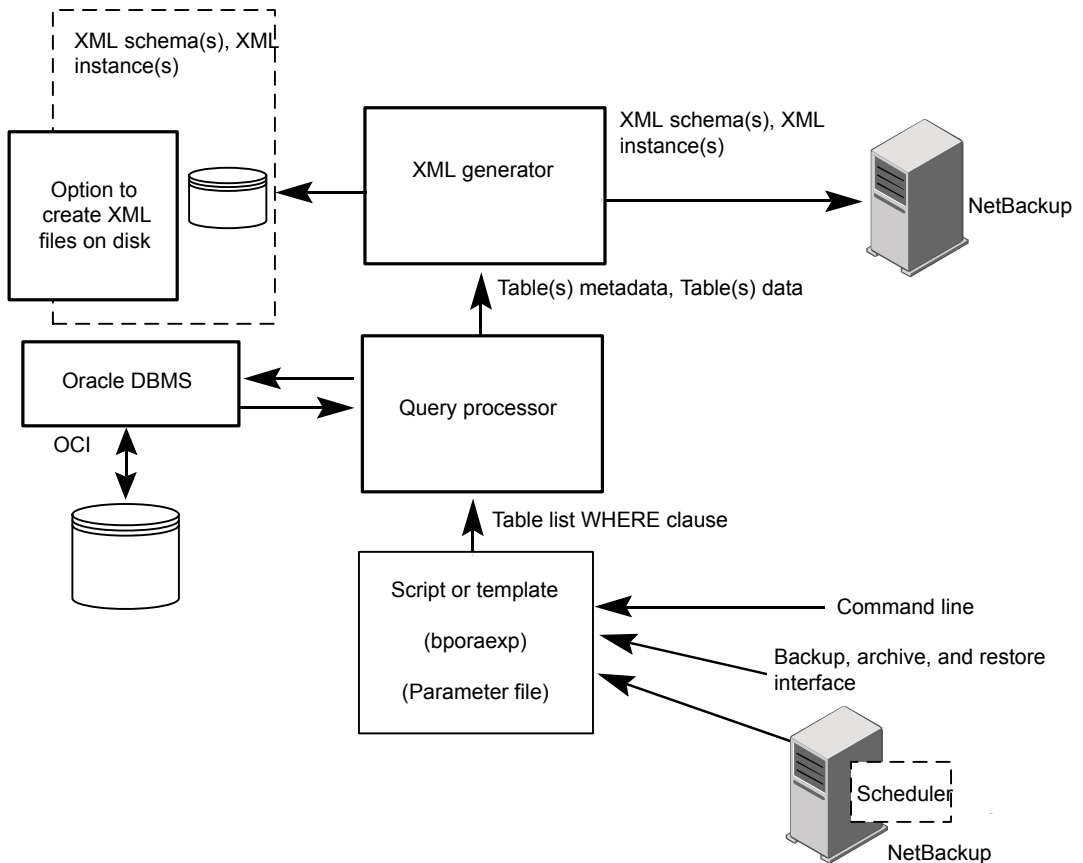 XML schema(s), XML
instance(s)
Option to
create XML
files on disk
XML generator
XML schema(s), XML
instance(s)
NetBackup
Table(s) metadata, Table(s) data
Oracle DBMS
Query processor
OCI
Table list WHERE clause
Script or template
(bporaexp)
(Parameter file)
Command line
Backup, archive, and restore
interface
Scheduler
NetBackup